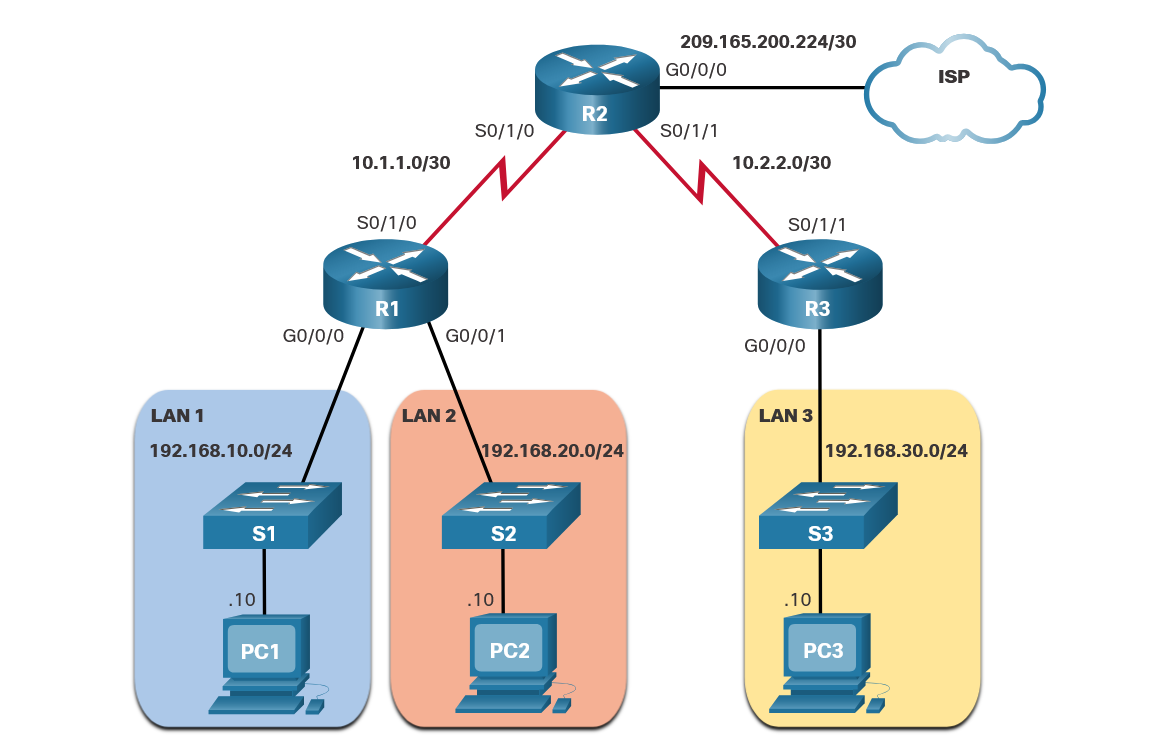 209.165.200.224/30
G0/0/0
ISP
R2
S0/1/0
S0/1/1
10.1.1.0/30
10.2.2.0/30
S0/1/0
S0/1/1
R1
R3
G0/0/0
G0/0/1
G0/0/0
LAN 1
LAN 2
LAN 3
192.168.10.0/24
192.168.20.0/24
192.168.30.0/24
S1
S2
S3
.10
.10
.10
PC1
PC2
PC3